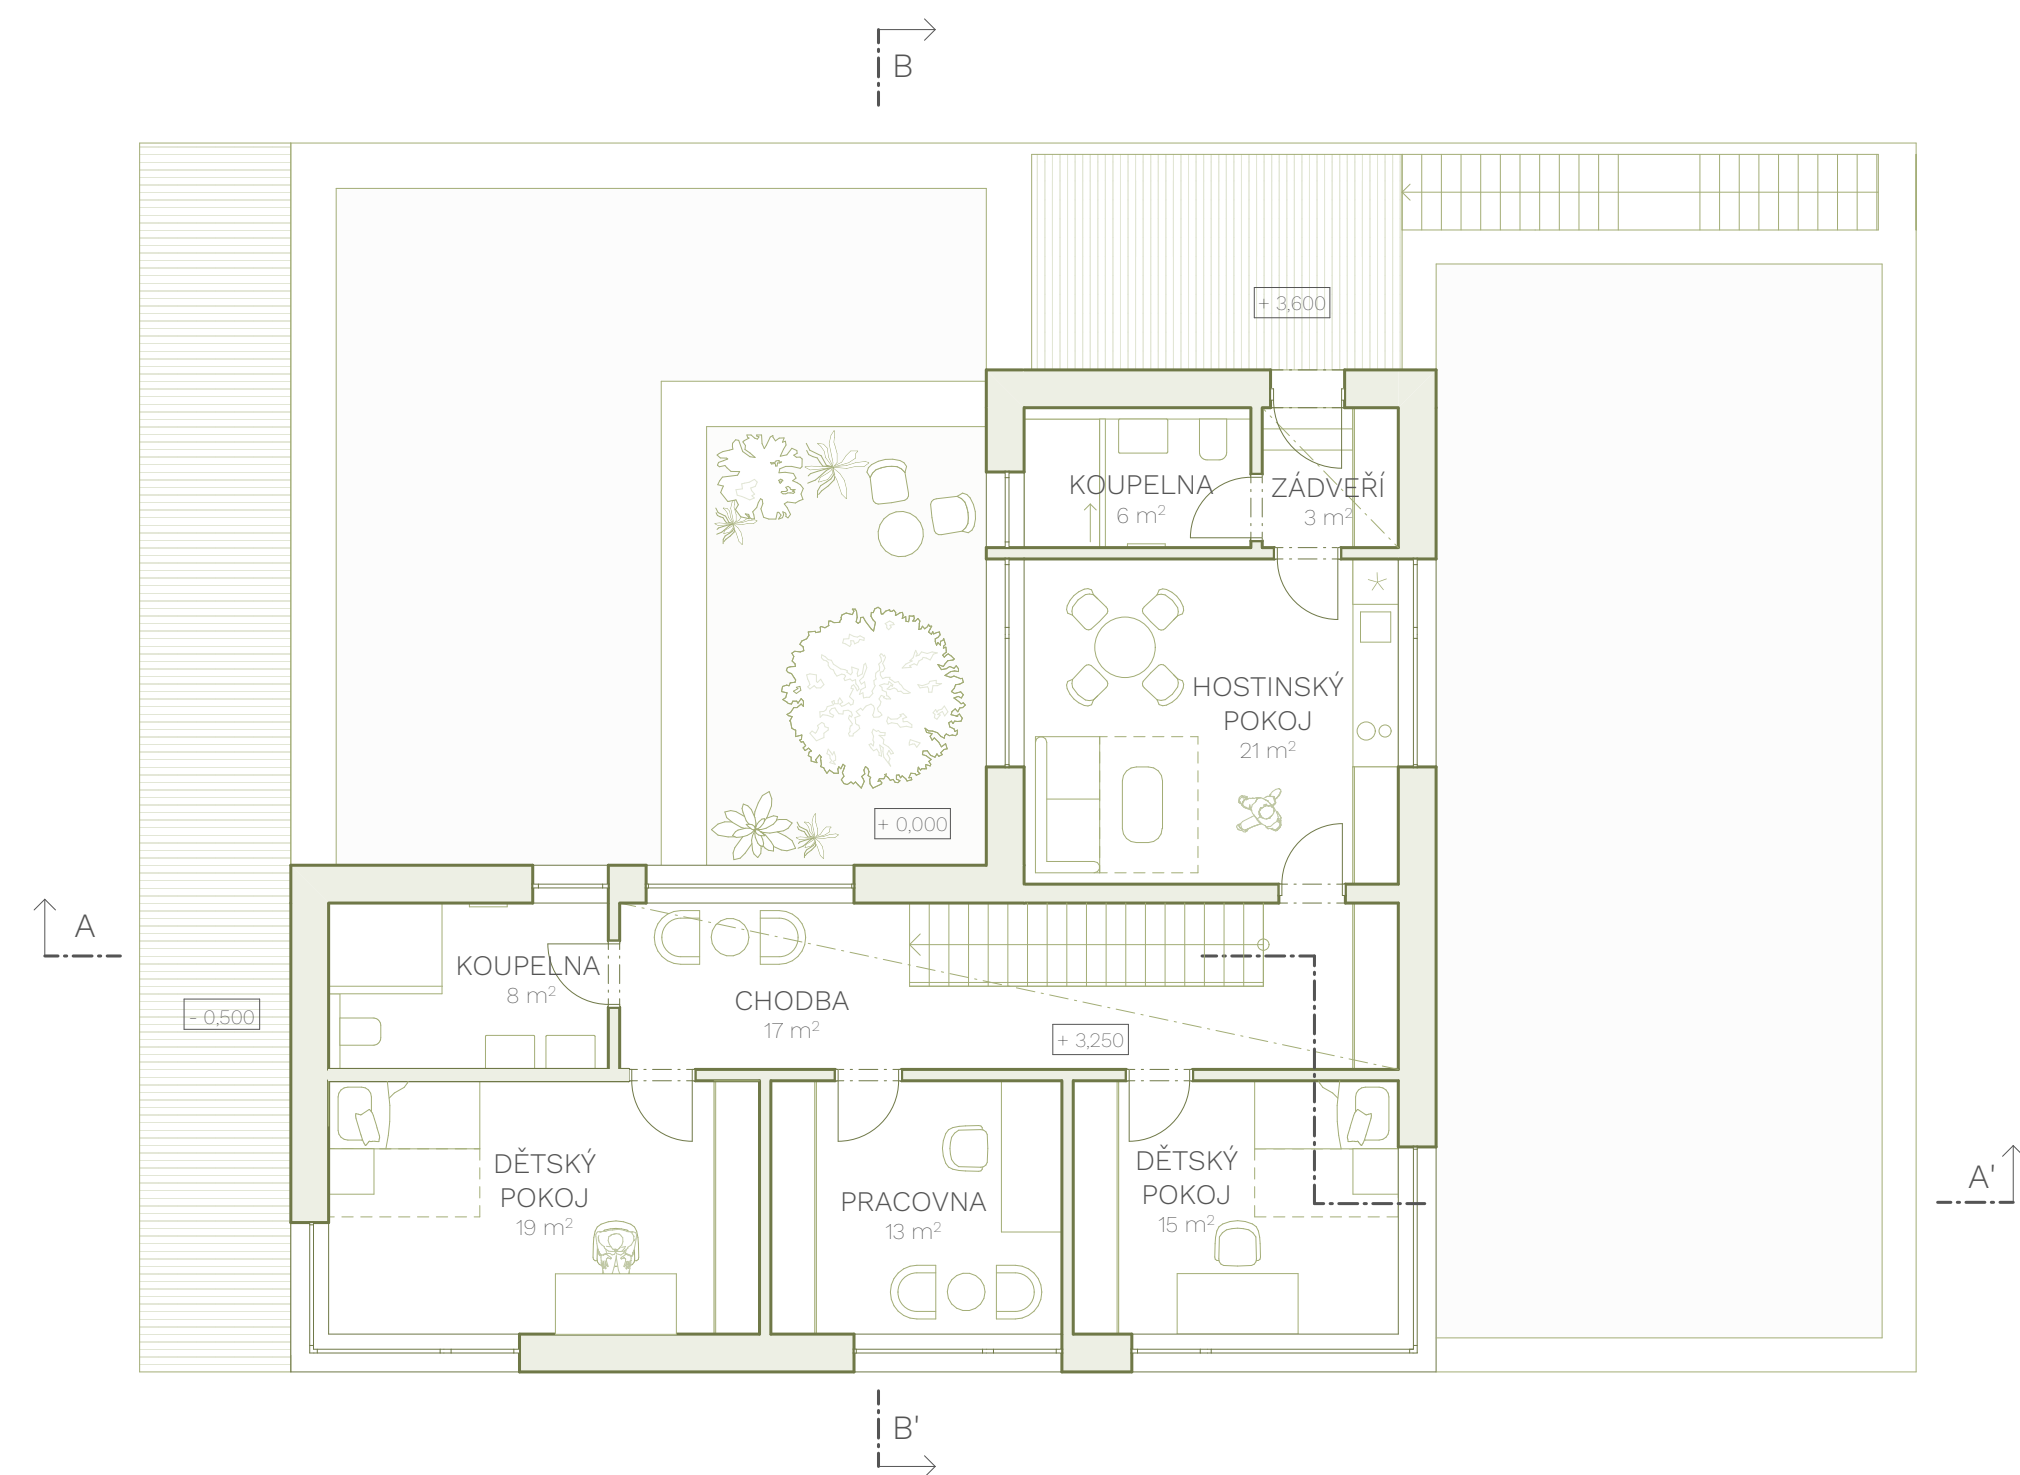 B
+ 3,600
KOUPELNA
6 m²
ZÁDVEŘÍ
3 m²
HOSTINSKÝ
POKOJ
21 m²
+ 0,000
A
KOUPELNA
8 m²
CHODBA
17 m²
- 0,500
+ 3,250
DĚTSKÝ
POKOJ
19 m²
PRACOVNA
13 m²
DĚTSKÝ
POKOJ
15 m²
A'
B'